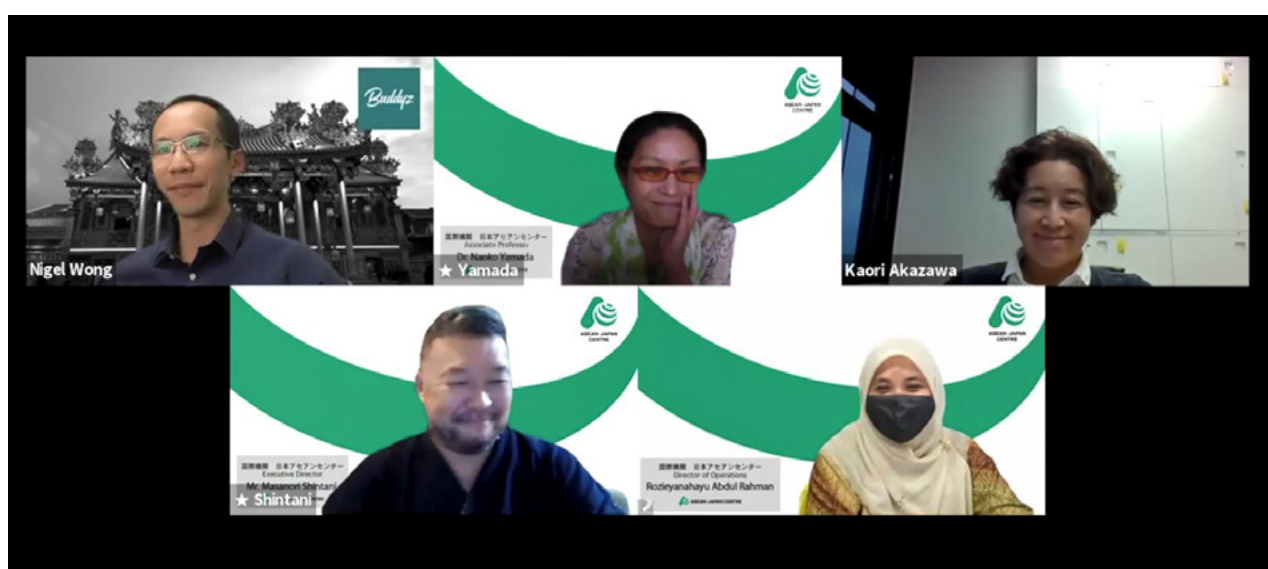 Buddyz
Nigel Wong
ASEAN-JAPAN
CENTRE
国際機関 日本アセアンセンター
Associate Professor
Dr. Naoko Yamada
★ Yamada
Kaori Akazawa
ASEAN-JAPAN
CENTRE
国際機関 日本アセアンセンター
Executive Director
Mr. Masanori Shintani
★ Shintani
ASEAN-JAPAN
CENTRE
国際機関 日本アセアンセンター
Director of Operations
Rozieyanahayu Abdul Rahman
ASEAN-JAPAN CENTRE